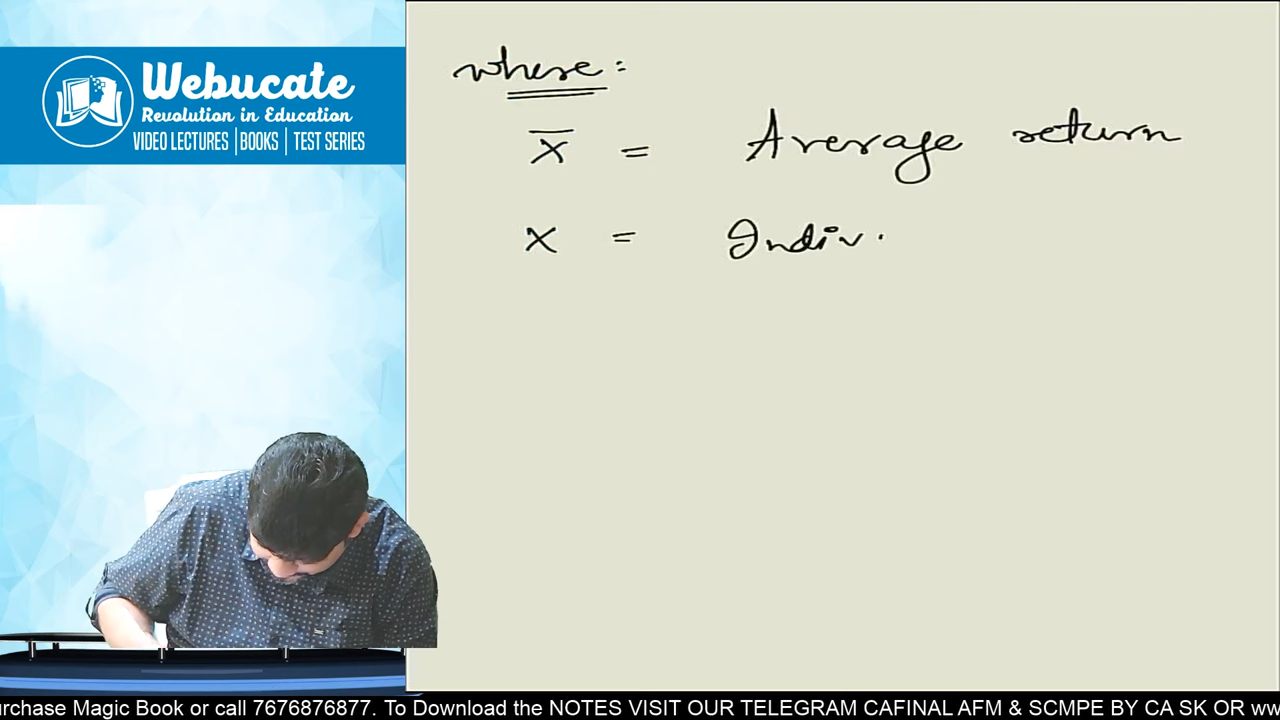 Webucate
Revolution in Education
VIDEO LECTURES | BOOKS | TEST SERIES
where:
x̄ = Average return
x = Indiv.
urchase Magic Book or call 7676876877. To Download the NOTES VISIT OUR TELEGRAM CAFINAL AFM & SCMPE BY CA SK OR ww